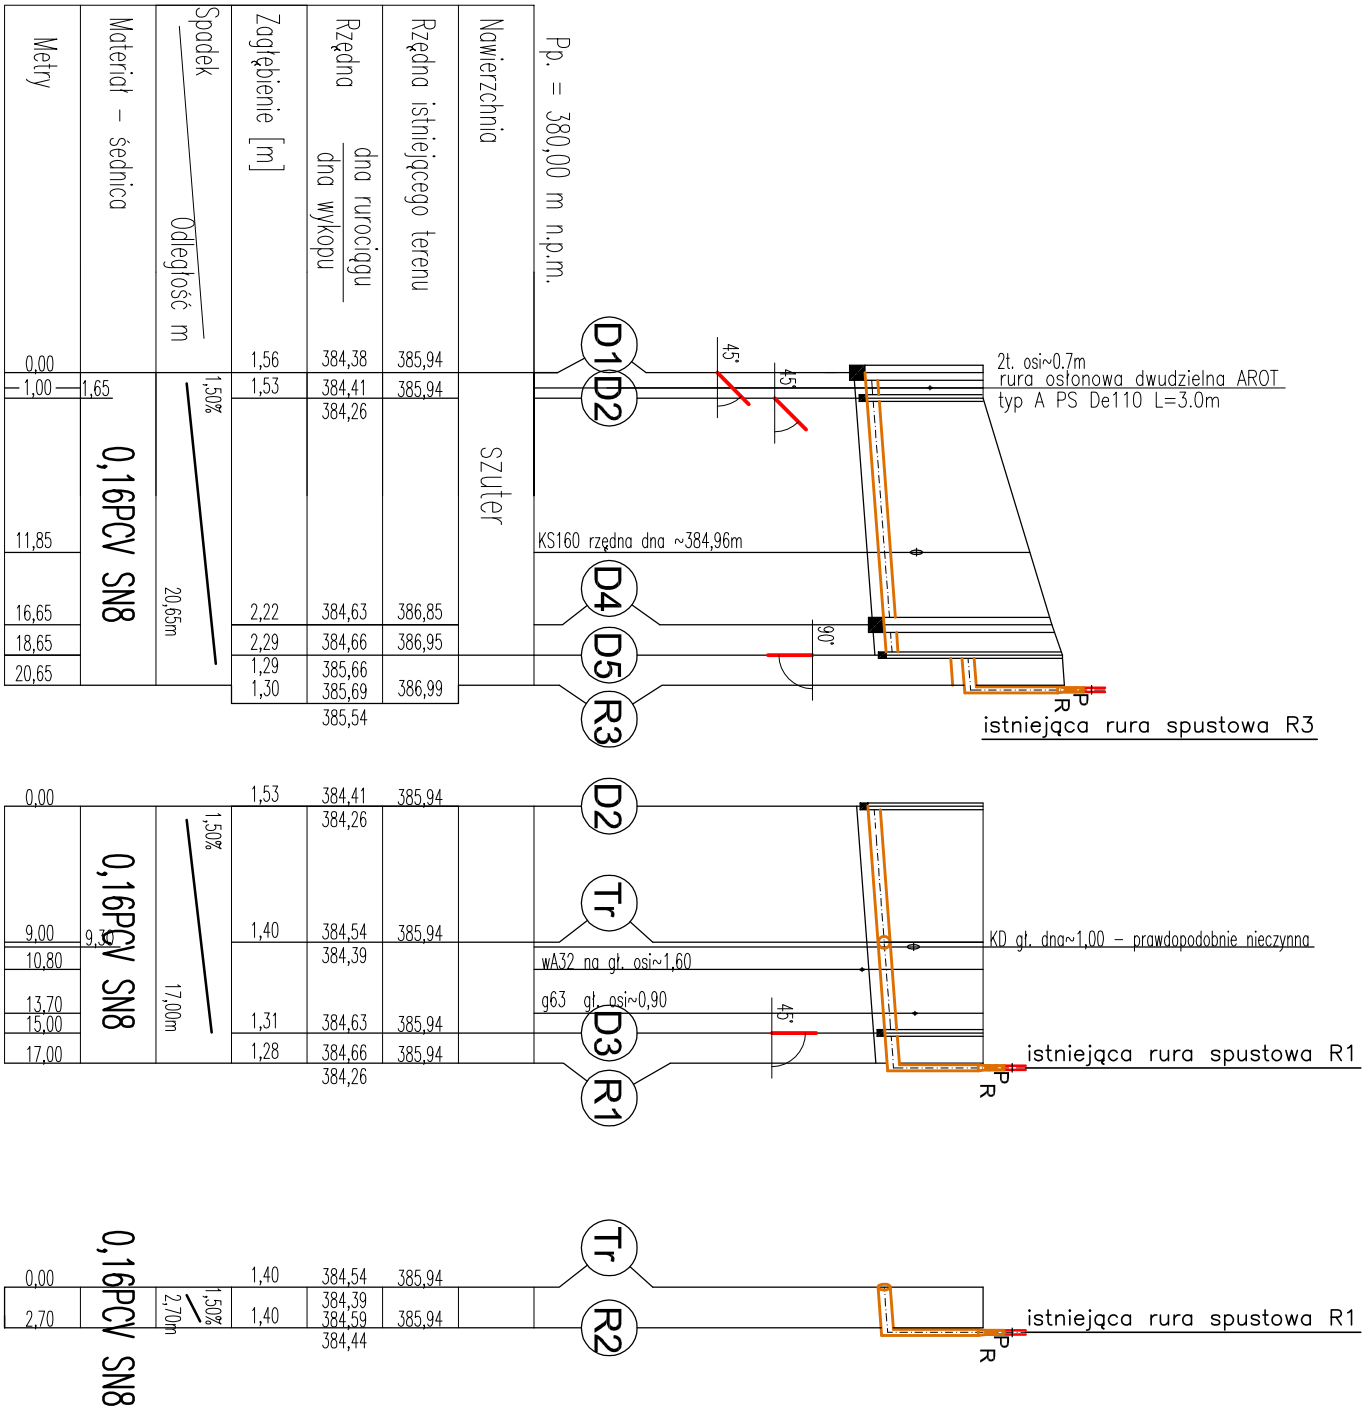 Pp. = 380,00 m n.p.m.
Nawierzchnia
Rzędna istniejącego terenu
Rzędna
dna rurociągu
dna wykopu
Zagłębienie [m]
Spadek
Odległość m
Materiał - śednica
Metry
szuter
D1
D2
D4
D5
R3
45°
45°
90°
2t. osi~0.7m
rura osłonowa dwudzielna AROT
typ A PS De110 L=3.0m
KS160 rzędna dna ~384,96m
P
R
istniejąca rura spustowa R3
385,94
385,94
386,85
386,95
386,99
384,38
384,41
384,26
384,63
384,66
385,66
385,69
385,54
1,56
1,53
2,22
2,29
1,29
1,30
1,50%
20,65m
0,16PCV SN8
0,00
1,00
1,65
11,85
16,65
18,65
20,65
D2
Tr
D3
R1
45°
KD gł. dna~1,00 - prawdopodobnie nieczynna
wA32 na gł. osi~1,60
g63 gł. osi~0,90
P
R
istniejąca rura spustowa R1
385,94
385,94
385,94
385,94
384,41
384,26
384,54
384,39
384,63
384,66
384,26
1,53
1,40
1,31
1,28
1,50%
17,00m
0,16PCV SN8
0,00
9,00
10,80
13,70
15,00
17,00
Tr
R2
P
R
istniejąca rura spustowa R1
385,94
385,94
384,54
384,39
384,59
384,44
1,40
1,40
1,50%
2,70m
0,16PCV SN8
0,00
2,70